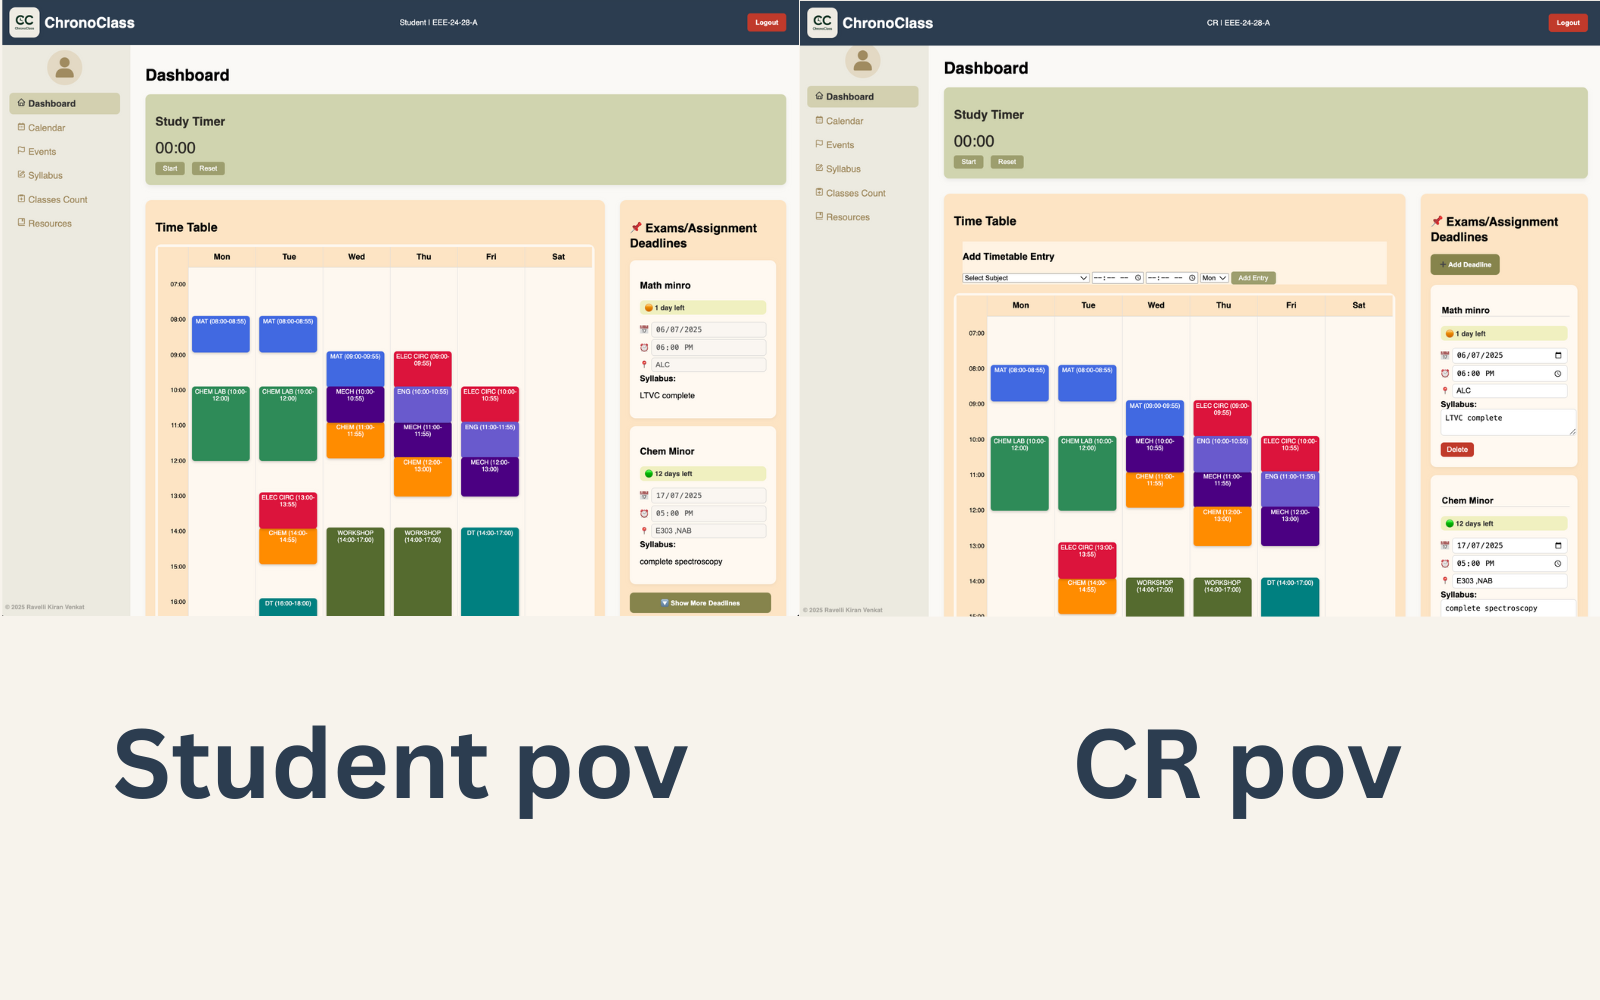 ChronoClass
Student | EEE-24-28-A
Logout
Dashboard
Calendar
Events
Syllabus
Classes Count
Resources
© 2025 Ravelli Kiran Venkat
Dashboard
Study Timer
00:00
Start Reset
Time Table
Mon Tue Wed Thu Fri Sat
07:00
08:00
09:00
10:00
11:00
12:00
13:00
14:00
15:00
16:00
MAT (08:00-08:55)
CHEM LAB (10:00-
12:00)
MAT (08:00-08:55)
CHEM LAB (10:00-
12:00)
ELEC CIRC (13:00-
13:55)
CHEM (14:00-
14:55)
DT (16:00-18:00)
MAT (09:00-09:55)
MECH (10:00-
10:55)
CHEM (11:00-
11:55)
WORKSHOP
(14:00-17:00)
ELEC CIRC (09:00-
09:55)
ENG (10:00-10:55)
MECH (11:00-
11:55)
CHEM (12:00-
13:00)
WORKSHOP
(14:00-17:00)
ELEC CIRC (10:00-
10:55)
ENG (11:00-11:55)
MECH (12:00-
13:00)
DT (14:00-17:00)
Exams/Assignment
Deadlines
Math minro
1 day left
06/07/2025
06:00 PM
ALC
Syllabus:
LTVC complete
Chem Minor
12 days left
17/07/2025
05:00 PM
E303 ,NAB
Syllabus:
complete spectroscopy
Show More Deadlines
ChronoClass
CR | EEE-24-28-A
Logout
Dashboard
Calendar
Events
Syllabus
Classes Count
Resources
© 2025 Ravelli Kiran Venkat
Dashboard
Study Timer
00:00
Start Reset
Time Table
Add Timetable Entry
Select Subject --:-- -- --:-- -- Mon Add Entry
Mon Tue Wed Thu Fri Sat
07:00
08:00
09:00
10:00
11:00
12:00
13:00
14:00
15:00
MAT (08:00-08:55)
CHEM LAB (10:00-
12:00)
MAT (08:00-08:55)
CHEM LAB (10:00-
12:00)
ELEC CIRC (13:00-
13:55)
CHEM (14:00-
14:55)
MAT (09:00-09:55)
MECH (10:00-
10:55)
CHEM (11:00-
11:55)
WORKSHOP
(14:00-17:00)
ELEC CIRC (09:00-
09:55)
ENG (10:00-10:55)
MECH (11:00-
11:55)
CHEM (12:00-
13:00)
WORKSHOP
(14:00-17:00)
ELEC CIRC (10:00-
10:55)
ENG (11:00-11:55)
MECH (12:00-
13:00)
DT (14:00-17:00)
Exams/Assignment
Deadlines
Add Deadline
Math minro
1 day left
06/07/2025
06:00 PM
ALC
Syllabus:
LTVC complete
Delete
Chem Minor
12 days left
17/07/2025
05:00 PM
E303 ,NAB
Syllabus:
complete spectroscopy
Student pov
CR pov